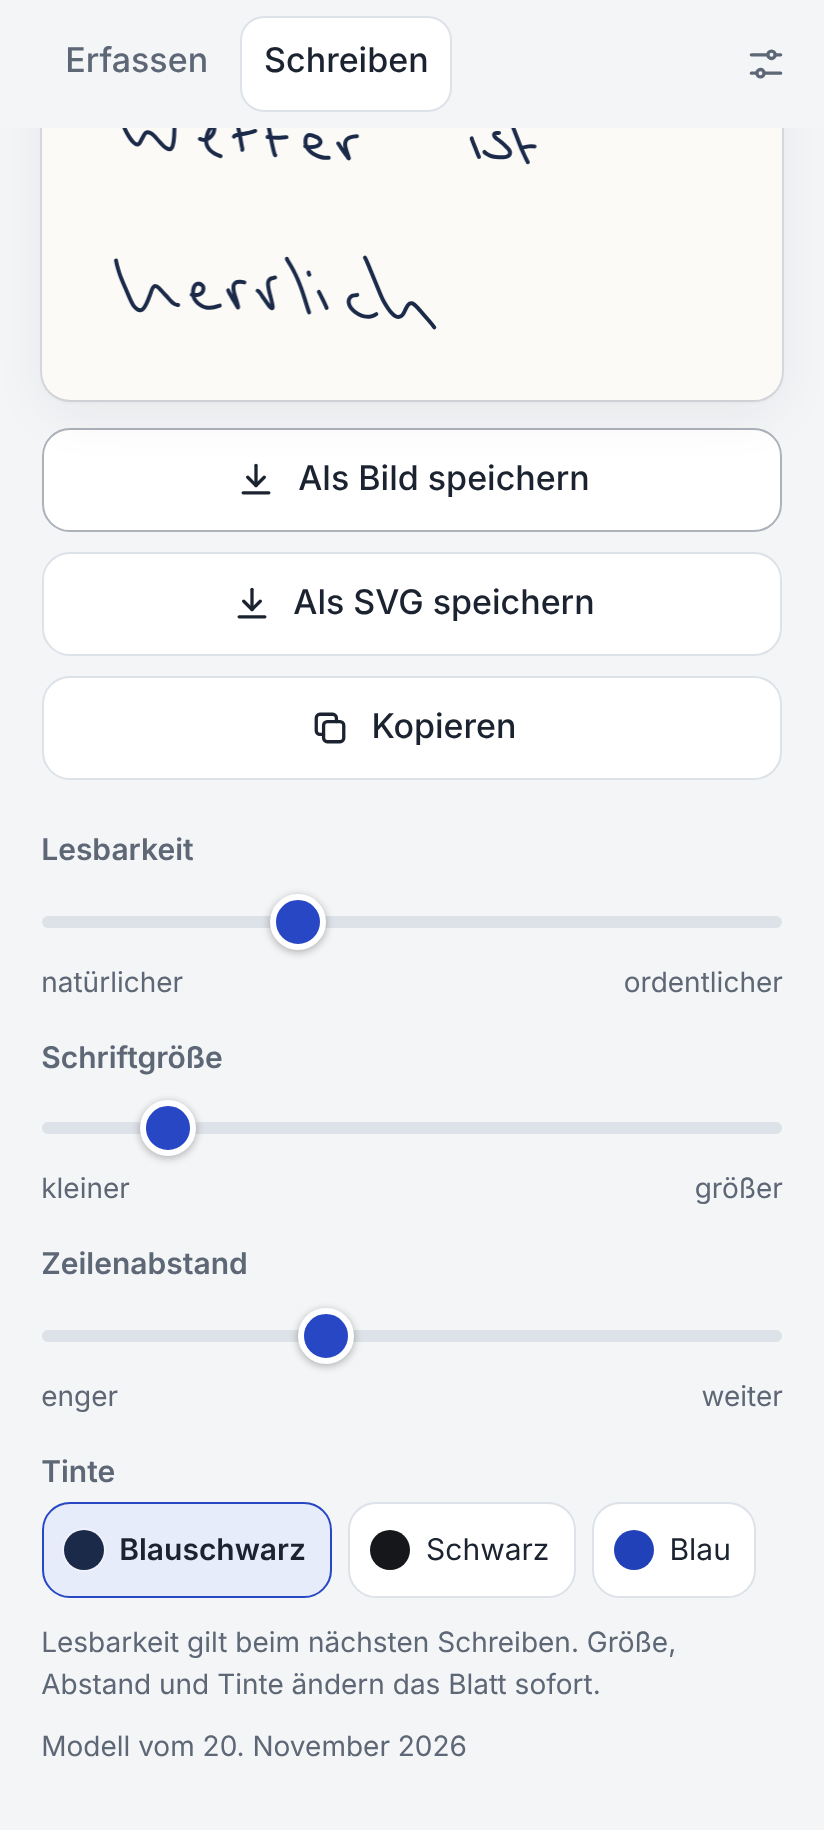 Erfassen Schreiben
Wetter ist
herrlich
Als Bild speichern
Als SVG speichern
Kopieren
Lesbarkeit
natürlicher ordentlicher
Schriftgröße
kleiner größer
Zeilenabstand
enger weiter
Tinte
Blauschwarz Schwarz Blau
Lesbarkeit gilt beim nächsten Schreiben. Größe,
Abstand und Tinte ändern das Blatt sofort.
Modell vom 20. November 2026